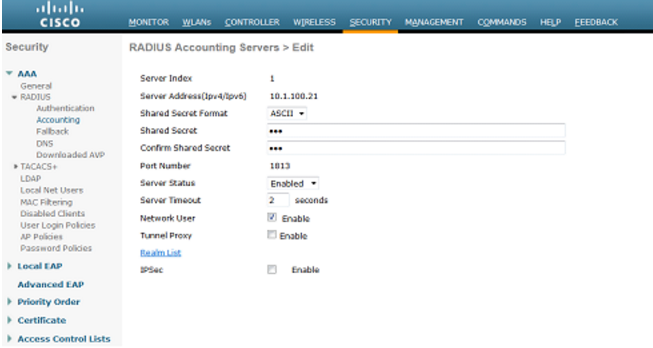 CISCO
MONITOR WLANs CONTROLLER WIRELESS SECURITY MANAGEMENT COMMANDS HELP FEEDBACK
Security
AAA
General
RADIUS
Authentication
Accounting
Fallback
DNS
Downloaded AVP
TACACS+
LDAP
Local Net Users
MAC Filtering
Disabled Clients
User Login Policies
AP Policies
Password Policies
Local EAP
Advanced EAP
Priority Order
Certificate
Access Control Lists
RADIUS Accounting Servers > Edit
Server Index 1
Server Address(Ipv4/Ipv6) 10.1.100.21
Shared Secret Format ASCII
Shared Secret •••
Confirm Shared Secret •••
Port Number 1813
Server Status Enabled
Server Timeout 2 seconds
Network User Enable
Tunnel Proxy Enable
Realm List
IPSec Enable